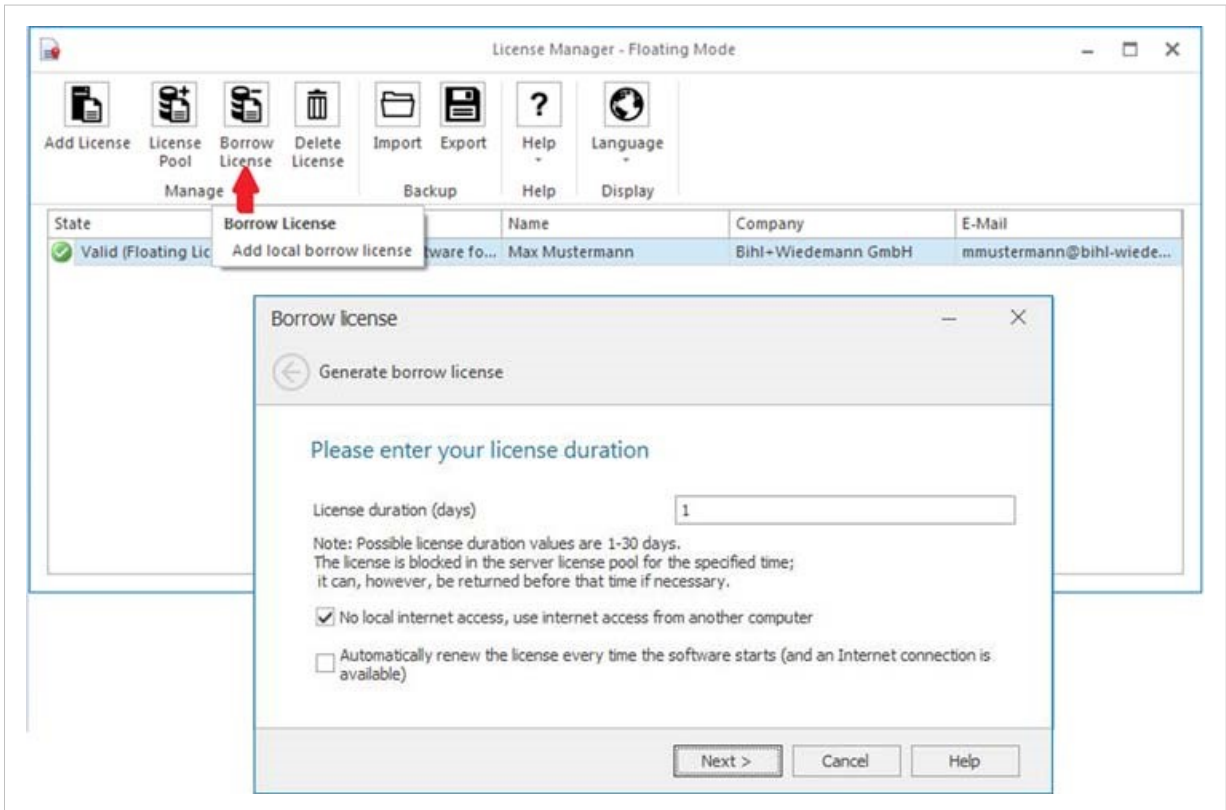 License Manager - Floating Mode
Add License
License Pool
Borrow License
Delete License
Import
Export
Help
Language
Manage
Backup
Help
Display
State
Name
Company
E-Mail
Borrow License
Add local borrow license
Valid (Floating Lic
tware fo...
Max Mustermann
Bihl+Wiedemann GmbH
mmustermann@bihl-wiede...
Borrow license
Generate borrow license
Please enter your license duration
License duration (days)
1
Note: Possible license duration values are 1-30 days.
The license is blocked in the server license pool for the specified time;
it can, however, be returned before that time if necessary.
No local internet access, use internet access from another computer
Automatically renew the license every time the software starts (and an Internet connection is
available)
Next >
Cancel
Help